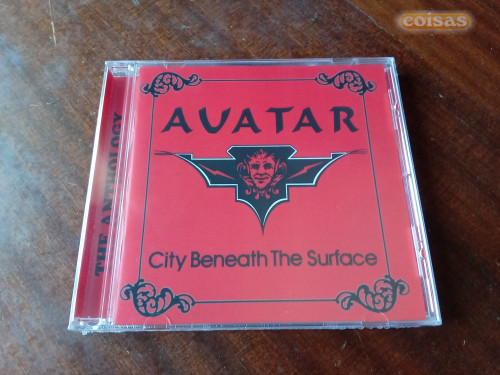 coisas
AVATAR
City Beneath The Surface
THE ANTHOLOGY